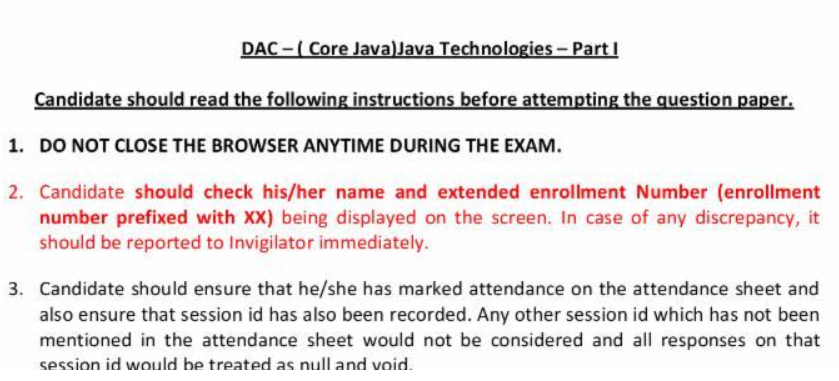 DAC – ( Core Java)Java Technologies – Part I
Candidate should read the following instructions before attempting the question paper.
1. DO NOT CLOSE THE BROWSER ANYTIME DURING THE EXAM.
2. Candidate should check his/her name and extended enrollment Number (enrollment
number prefixed with XX) being displayed on the screen. In case of any discrepancy, it
should be reported to Invigilator immediately.
3. Candidate should ensure that he/she has marked attendance on the attendance sheet and
also ensure that session id has also been recorded. Any other session id which has not been
mentioned in the attendance sheet would not be considered and all responses on that
session id would be treated as null and void.